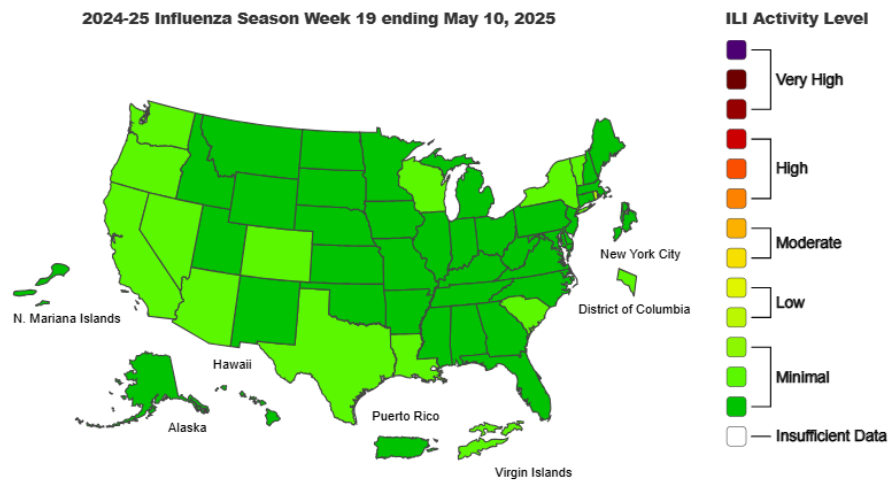 2024-25 Influenza Season Week 19 ending May 10, 2025
ILI Activity Level
Very High
High
Moderate
Low
Minimal
Insufficient Data
New York City
District of Columbia
N. Mariana Islands
Hawaii
Alaska
Puerto Rico
Virgin Islands